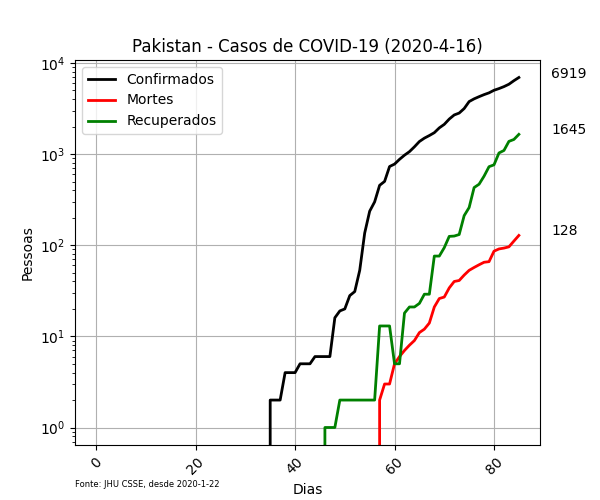 Pakistan - Casos de COVID-19 (2020-4-16)
Confirmados
Mortes
Recuperados
6919
1645
128
10^4
10^3
10^2
10^1
10^0
Pessoas
0 20 40 60 80
Dias
Fonte: JHU CSSE, desde 2020-1-22